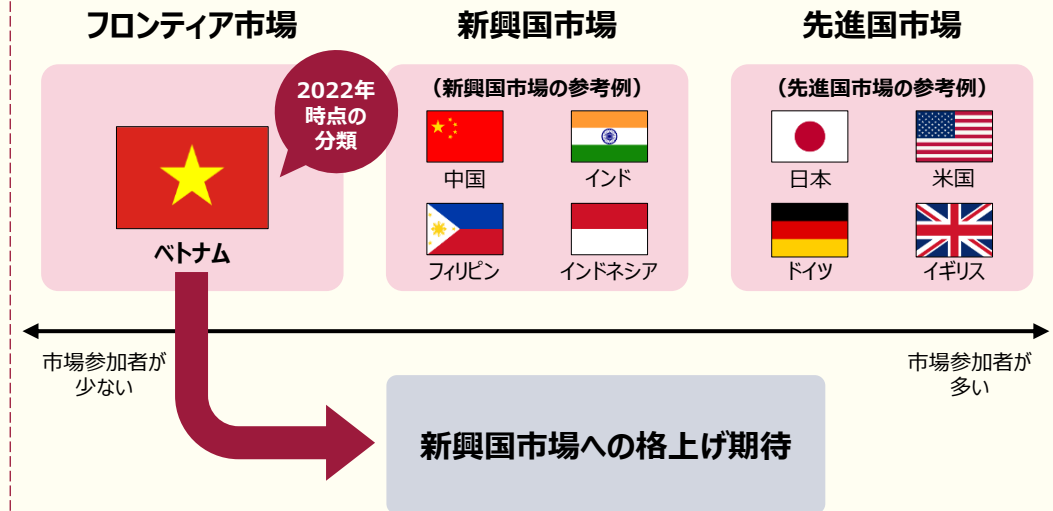 フロンティア市場
新興国市場
先進国市場
2022年
時点の
分類
ベトナム
（新興国市場の参考例）
中国
インド
フィリピン
インドネシア
（先進国市場の参考例）
日本
米国
ドイツ
イギリス
市場参加者が
少ない
市場参加者が
多い
新興国市場への格上げ期待